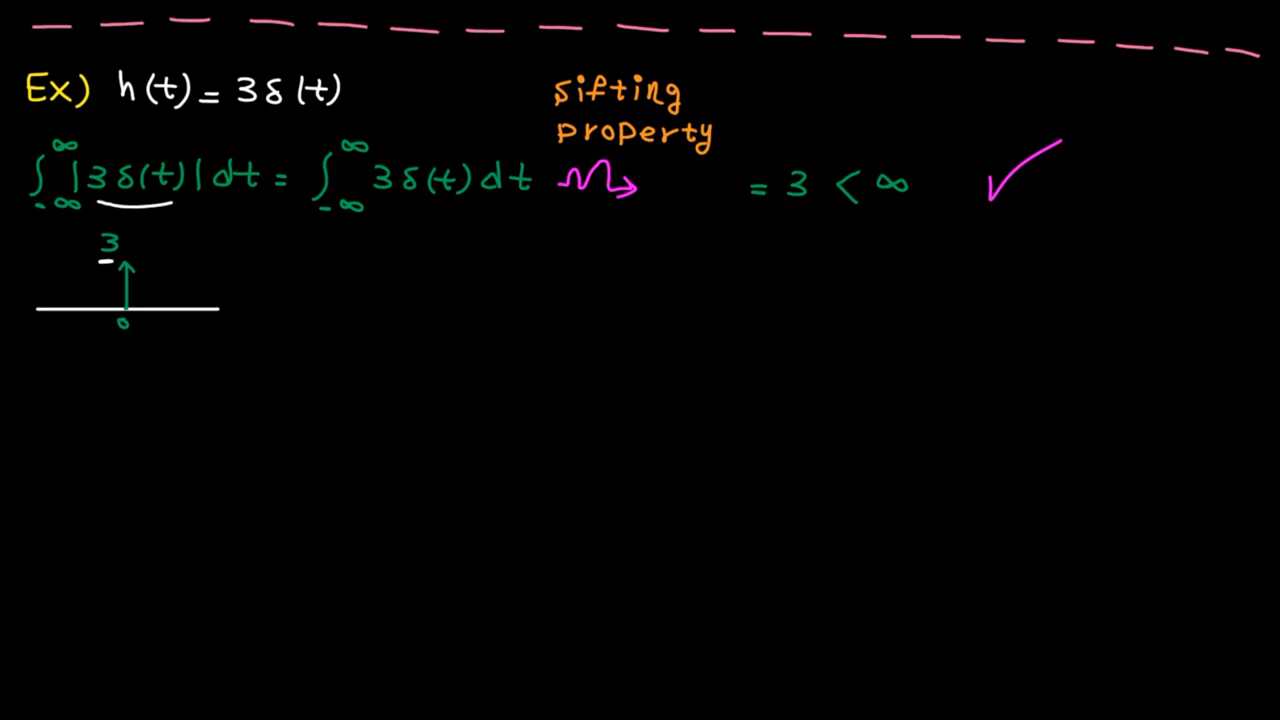 Ex) h(t) = 3δ(t)
sifting
property
∫_{-∞}^{∞} |3δ(t)| dt = ∫_{-∞}^{∞} 3δ(t) dt = 3 < ∞ ✓
3
0